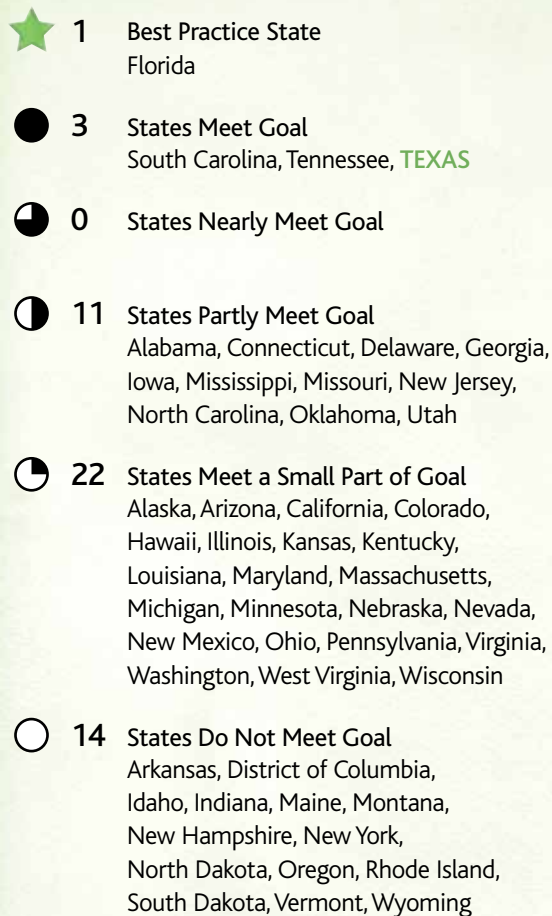 1 Best Practice State
Florida
3 States Meet Goal
South Carolina, Tennessee, TEXAS
0 States Nearly Meet Goal
11 States Partly Meet Goal
Alabama, Connecticut, Delaware, Georgia,
Iowa, Mississippi, Missouri, New Jersey,
North Carolina, Oklahoma, Utah
22 States Meet a Small Part of Goal
Alaska, Arizona, California, Colorado,
Hawaii, Illinois, Kansas, Kentucky,
Louisiana, Maryland, Massachusetts,
Michigan, Minnesota, Nebraska, Nevada,
New Mexico, Ohio, Pennsylvania, Virginia,
Washington, West Virginia, Wisconsin
14 States Do Not Meet Goal
Arkansas, District of Columbia,
Idaho, Indiana, Maine, Montana,
New Hampshire, New York,
North Dakota, Oregon, Rhode Island,
South Dakota, Vermont, Wyoming